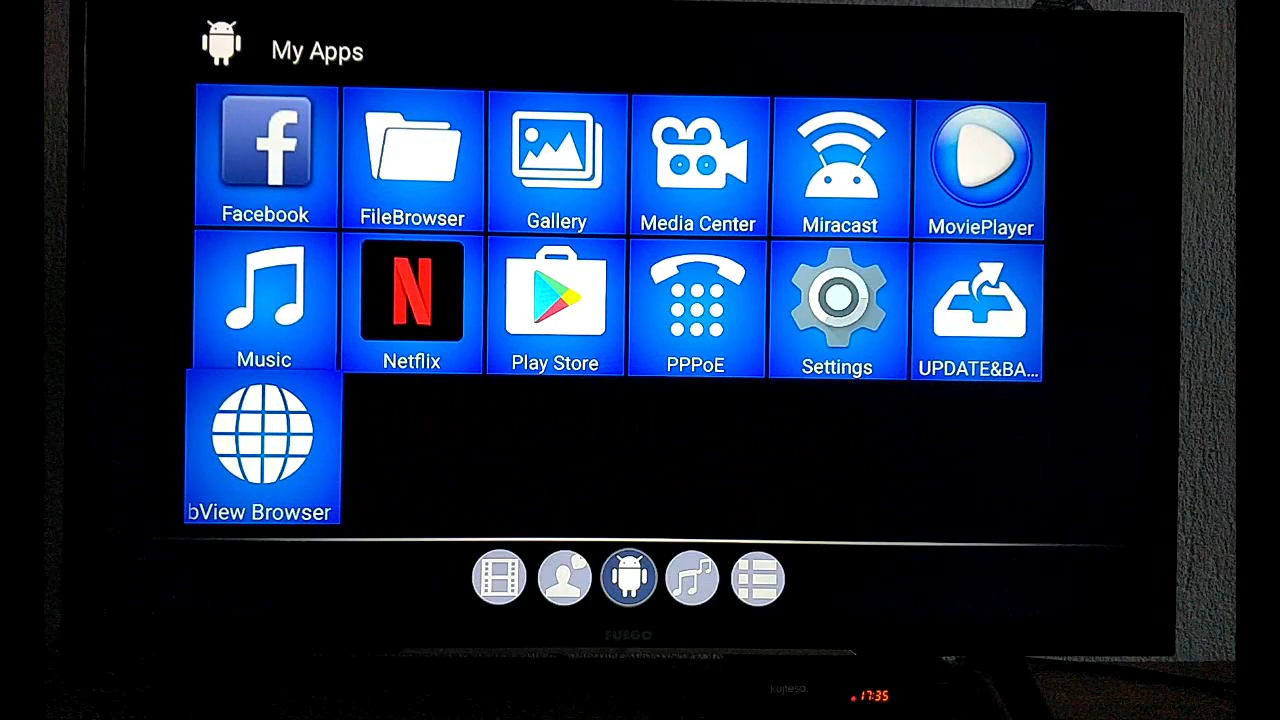 My Apps
Facebook
FileBrowser
Gallery
Media Center
Miracast
MoviePlayer
Music
Netflix
Play Store
PPPoE
Settings
UPDATE&BA...
bView Browser
FUEGO
kujtesa
17:35